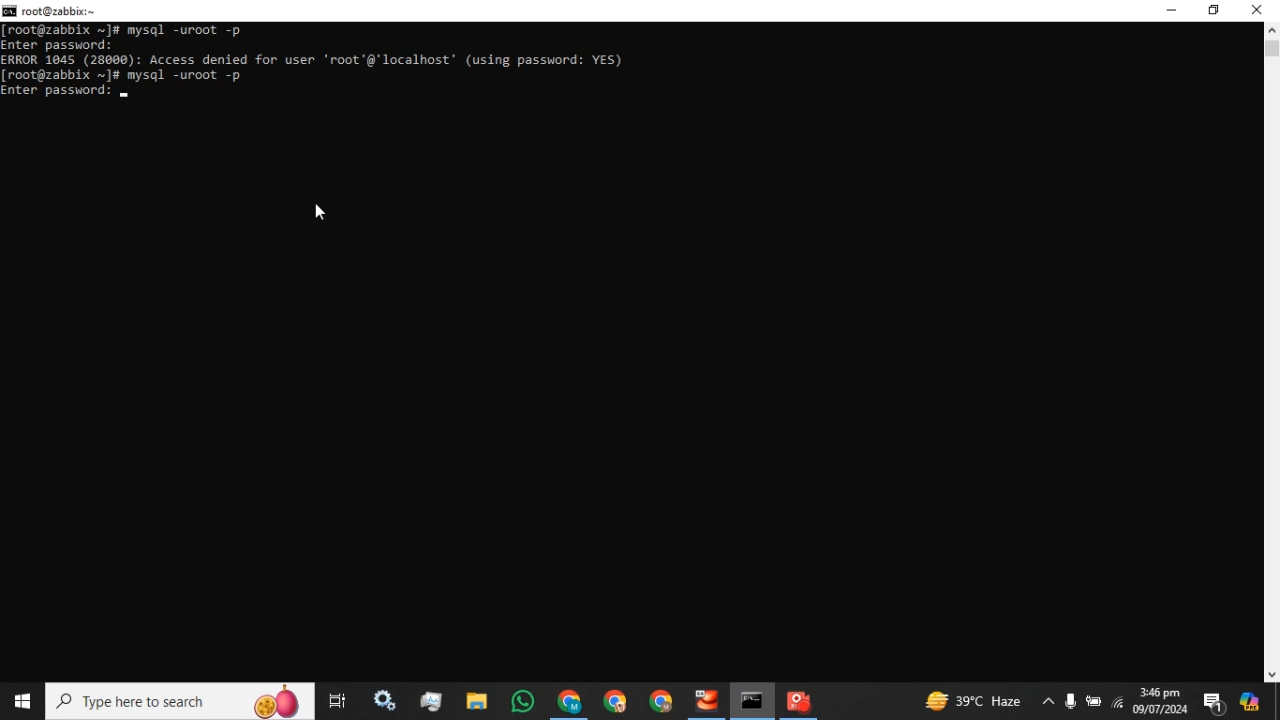 root@zabbix:~
[root@zabbix ~]# mysql -uroot -p
Enter password:
ERROR 1045 (28000): Access denied for user 'root'@'localhost' (using password: YES)
[root@zabbix ~]# mysql -uroot -p
Enter password:
Type here to search
39°C Haze
3:46 pm
09/07/2024
1